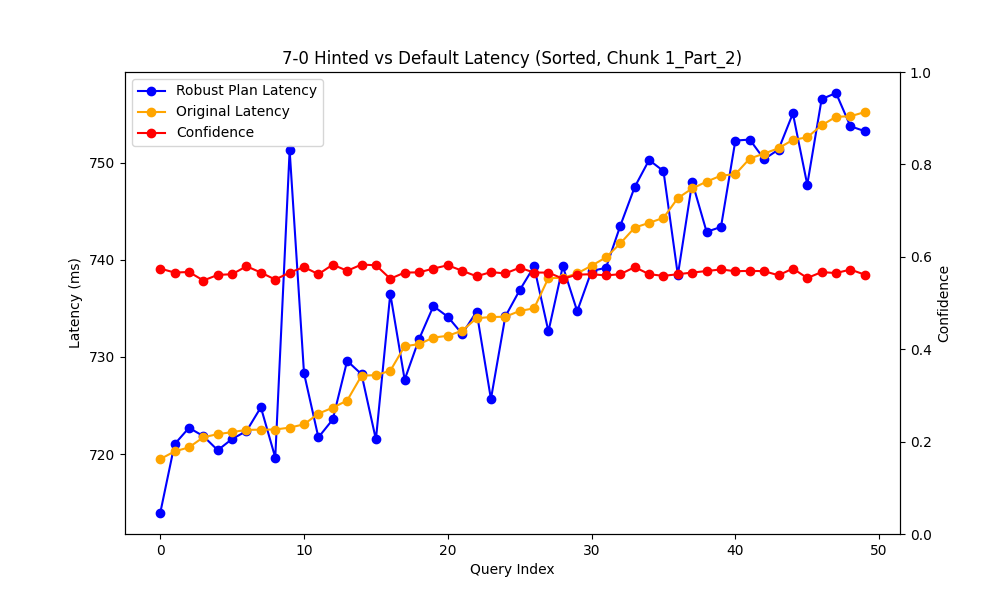 7-0 Hinted vs Default Latency (Sorted, Chunk 1_Part_2)
Robust Plan Latency
Original Latency
Confidence
Latency (ms)
750
740
730
720
1.0
0.8
0.6
0.4
0.2
0.0
Confidence
0 10 20 30 40 50
Query Index